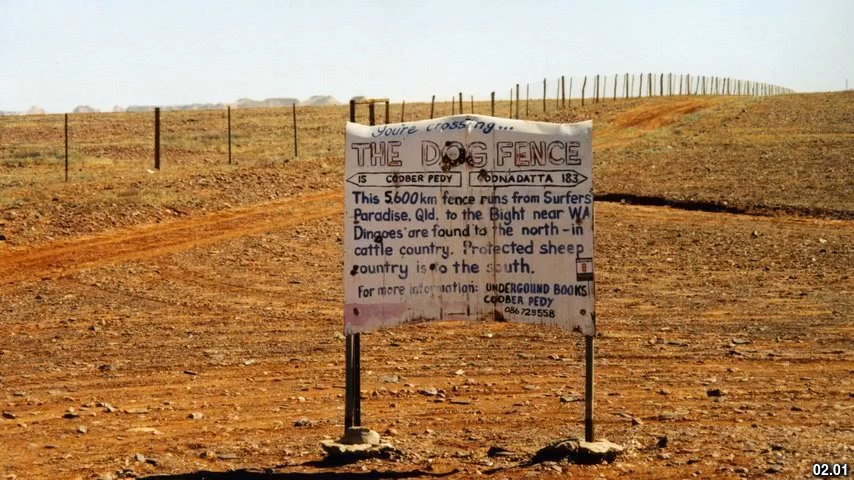 You're crossing...
THE DOG FENCE
15 COOBER PEDY OODNADATTA 183
This 5,600km fence runs from Surfers
Paradise, Qld. to the Bight near WA
Dingoes are found to the north-in
cattle country. Protected sheep
country is to the south.
For more information: UNDERGOUND BOOKS
COOBER PEDY
086725558
8
02.01